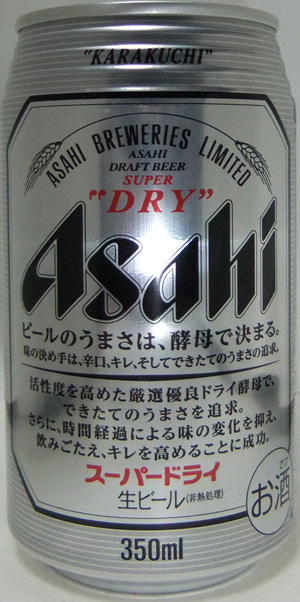 "KARAKUCHI"
ASAHI BREWERIES LIMITED
ASAHI
DRAFT BEER
SUPER
"DRY"
Asahi
ビールのうまさは、酵母で決まる。
味の決め手は、辛口、キレ、そしてできたてのうまさの追求。
活性度を高めた厳選優良ドライ酵母で、
できたてのうまさを追求。
さらに、時間経過による味の変化を抑え、
飲みごたえ、キレを高めることに成功。
スーパードライ
生ビール(非熱処理)
お酒
350ml